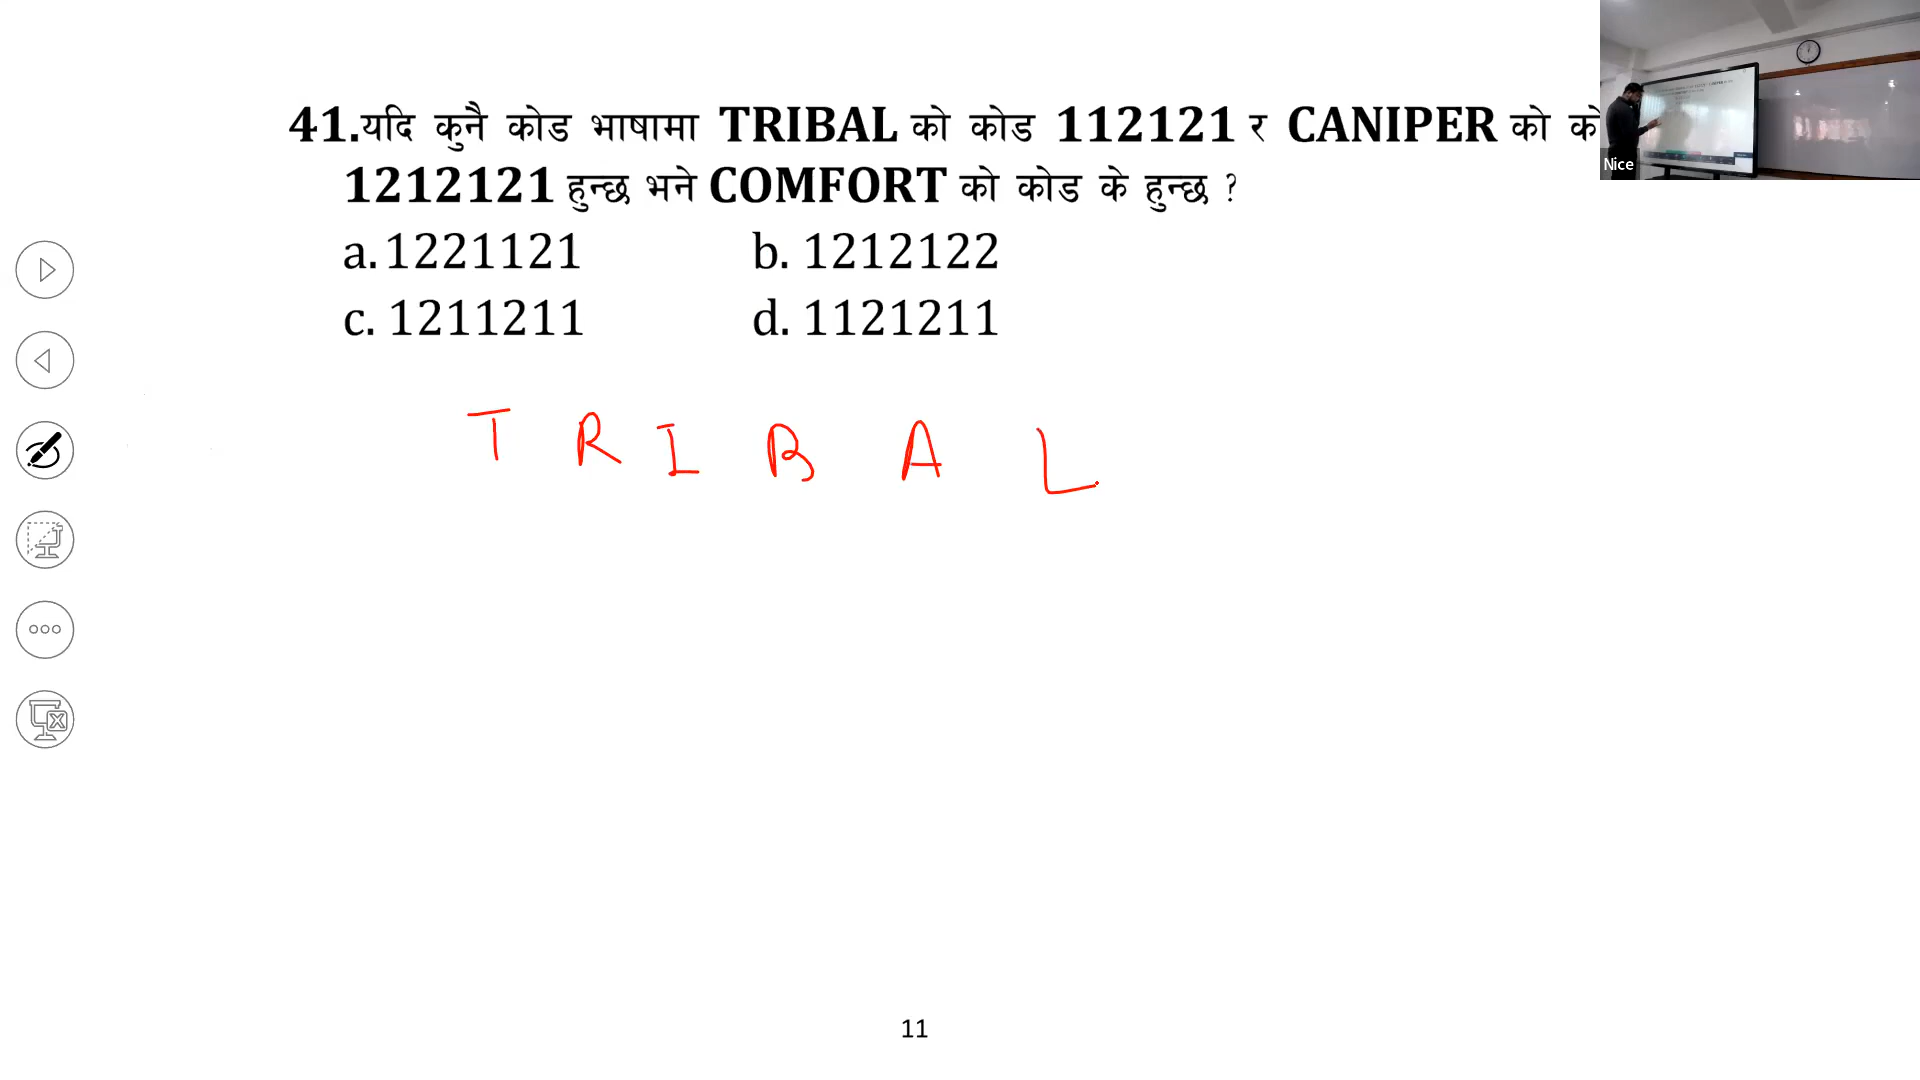 41.यदि कुनै कोड भाषामा TRIBAL को कोड 112121 र CANIPER को को
1212121 हुन्छ भने COMFORT को कोड के हुन्छ ?
a. 1221121 b. 1212122
c. 1211211 d. 1121211
T R I B A L
11
Nice